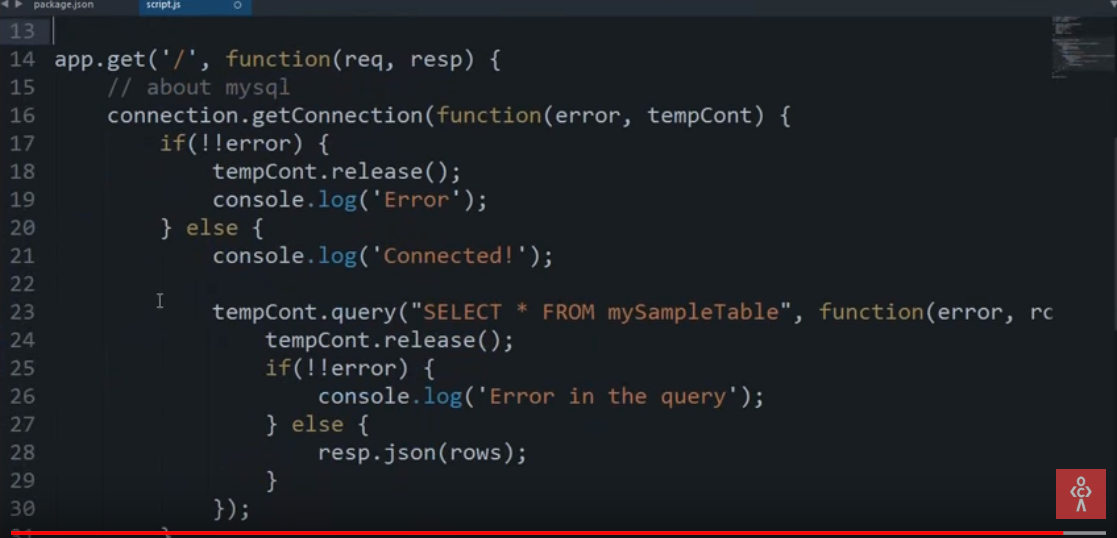 package.json script.js
13
14 app.get('/', function(req, resp) {
15 // about mysql
16 connection.getConnection(function(error, tempCont) {
17 if(!!error) {
18 tempCont.release();
19 console.log('Error');
20 } else {
21 console.log('Connected!');
22
23 tempCont.query("SELECT * FROM mySampleTable", function(error, ro
24 tempCont.release();
25 if(!!error) {
26 console.log('Error in the query');
27 } else {
28 resp.json(rows);
29 }
30 });